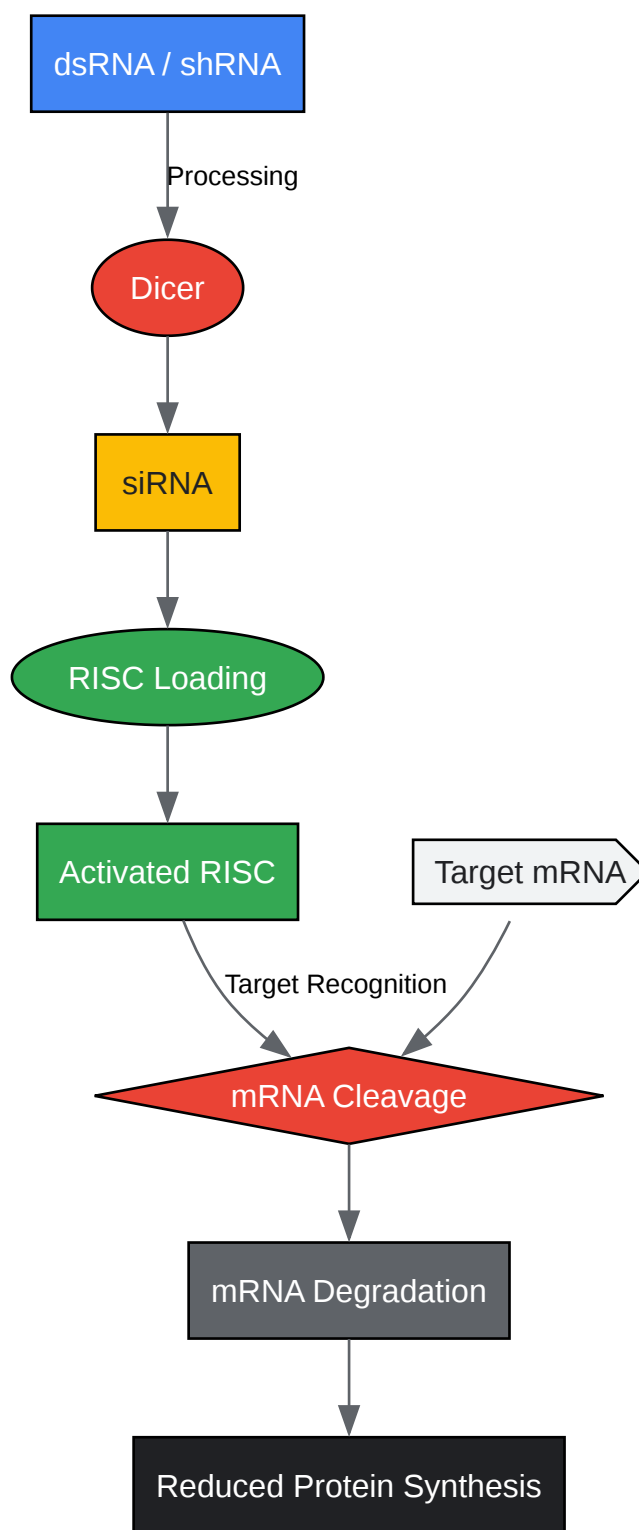 dsRNA / shRNA
Processing
Dicer
siRNA
RISC Loading
Activated RISC
Target mRNA
Target Recognition
mRNA Cleavage
mRNA Degradation
Reduced Protein Synthesis